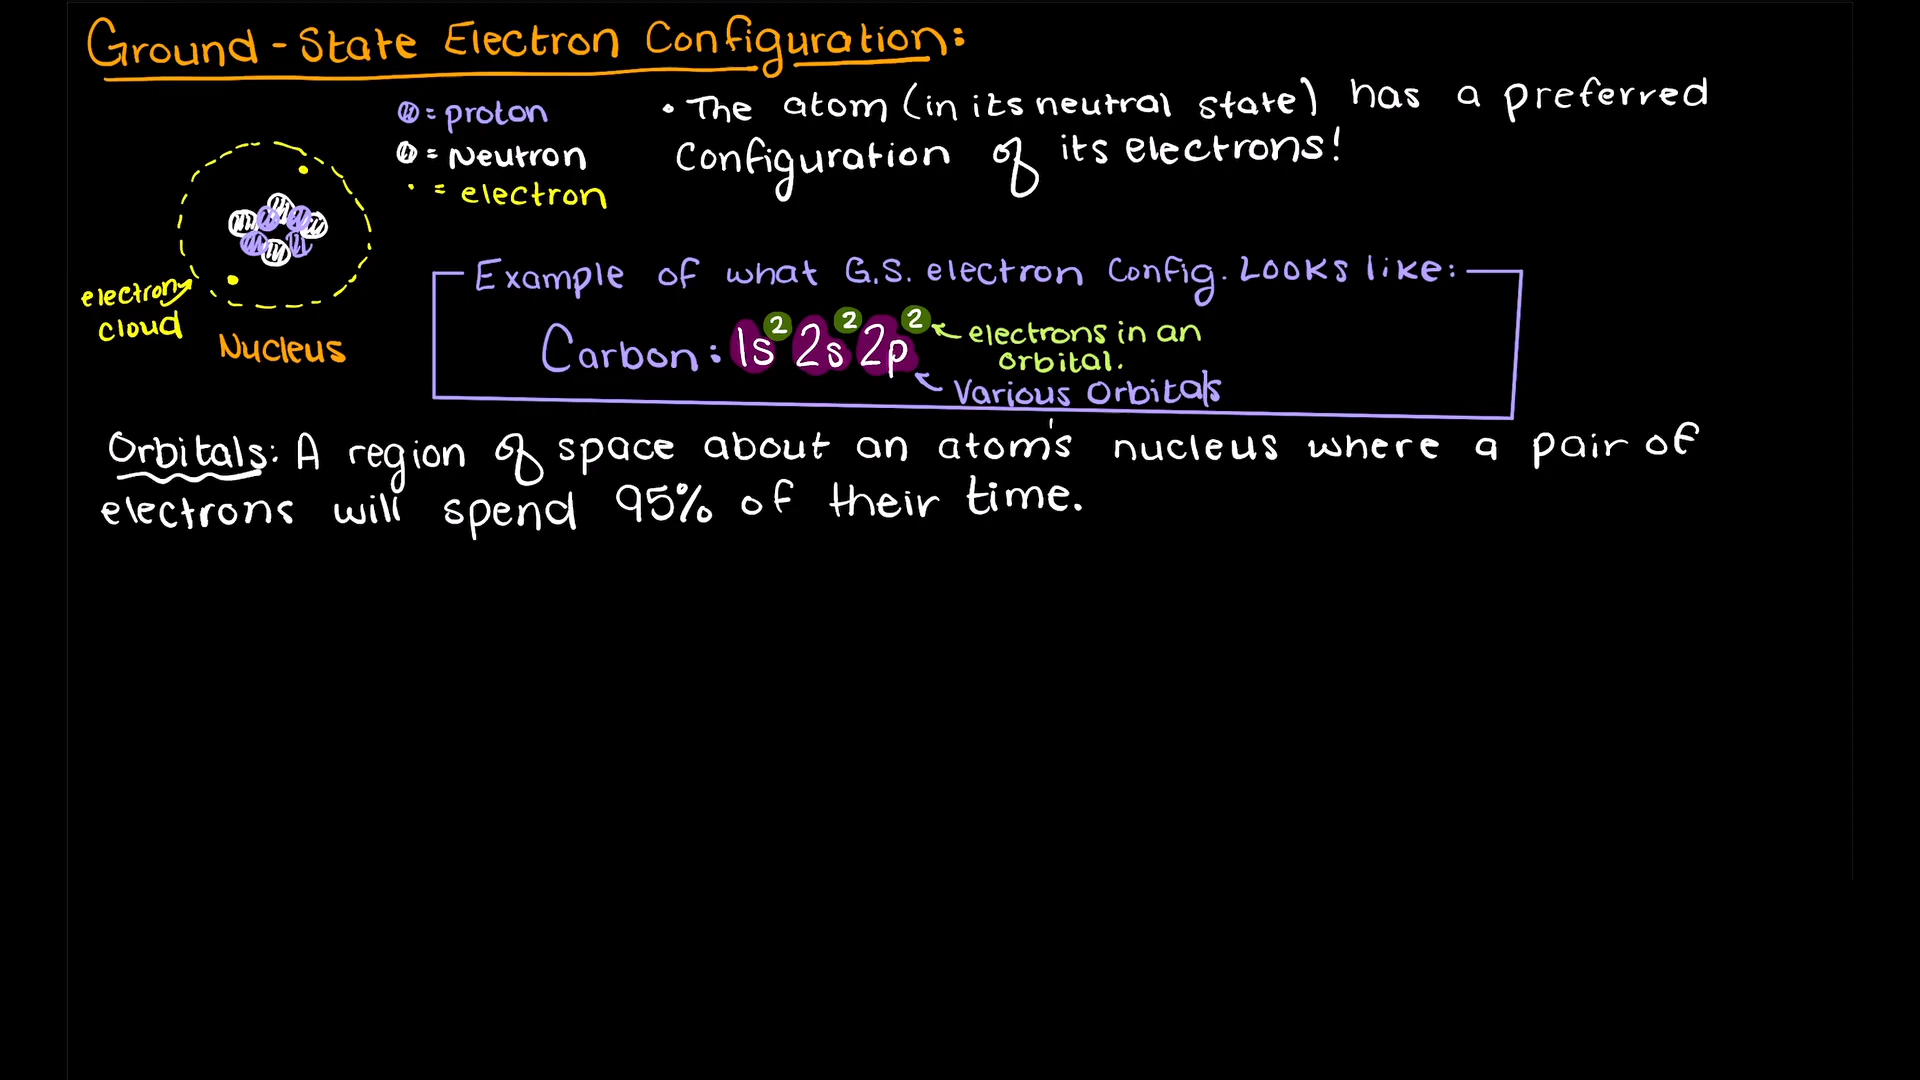 Ground-State Electron Configuration:
= proton
= Neutron
= electron
• The atom (in its neutral state) has a preferred
Configuration of its electrons!
electron
cloud
Nucleus
Example of what G.S. electron Config. Looks like:
Carbon: 1s² 2s² 2p²
electrons in an
orbital.
Various Orbitals
Orbitals: A region of space about an atom's nucleus where a pair of
electrons will spend 95% of their time.